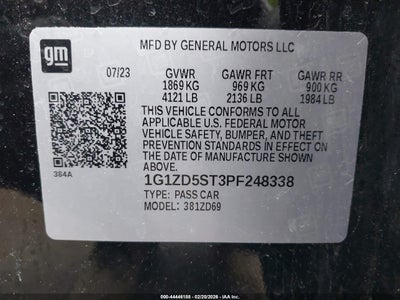 gm
MFD BY GENERAL MOTORS LLC
07/23 GVWR GAWR FRT GAWR RR
1869 KG 969 KG 900 KG
4121 LB 2136 LB 1984 LB
THIS VEHICLE CONFORMS TO ALL
APPLICABLE U.S. FEDERAL MOTOR
VEHICLE SAFETY, BUMPER, AND THEFT
PREVENTION STANDARDS IN EFFECT ON
THE DATE OF MANUFACTURE SHOWN
ABOVE.
384A
1G1ZD5ST3PF248338
TYPE: PASS CAR
MODEL: 381ZD69
000-44446188 - 02/20/2026 - IAAI.COM